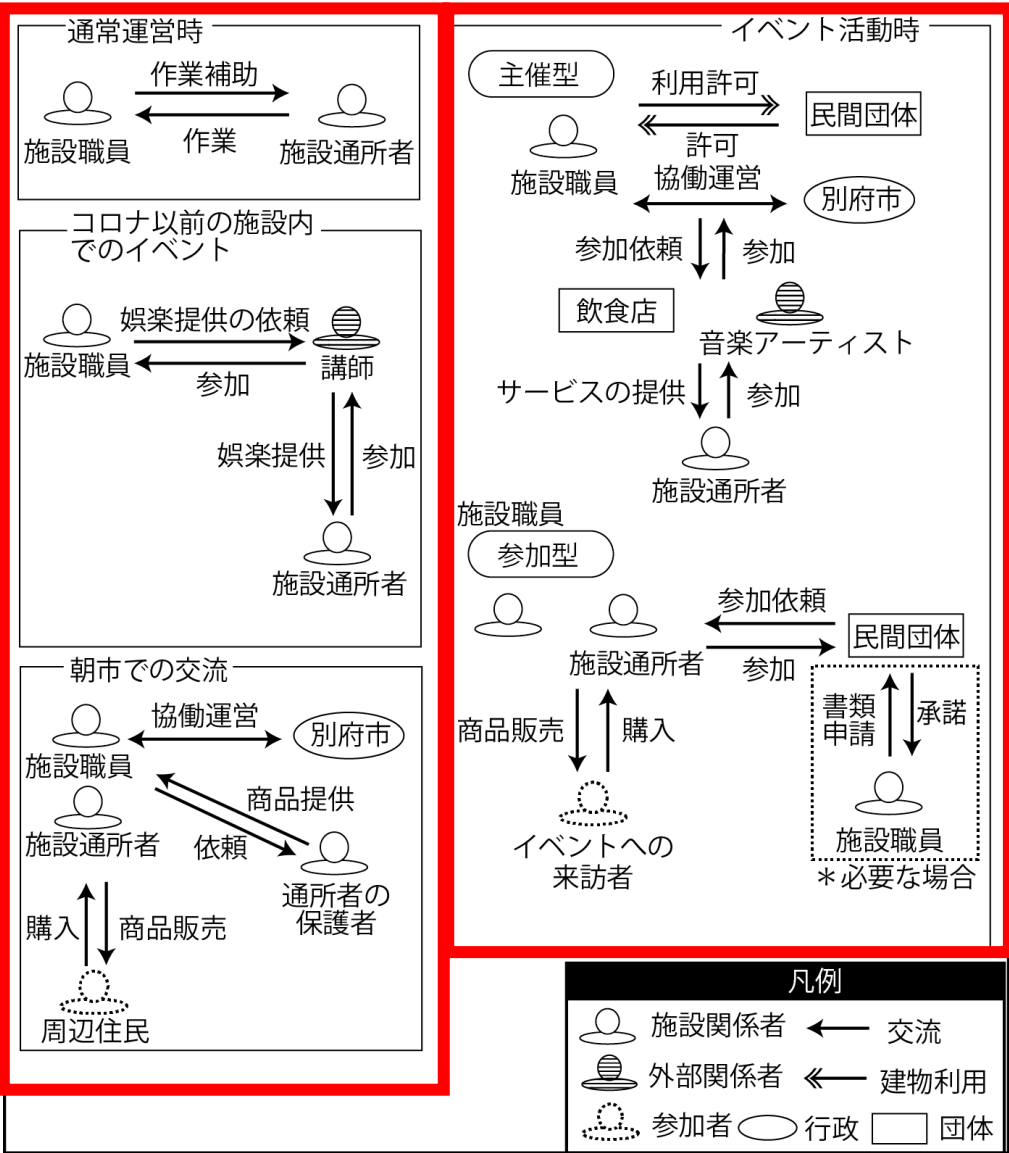 通常運営時
作業補助
作業
施設職員
施設通所者
コロナ以前の施設内
でのイベント
娯楽提供の依頼
施設職員
講師
参加
娯楽提供
参加
施設通所者
朝市での交流
協働運営
別府市
施設職員
商品提供
施設通所者
依頼
通所者の
保護者
購入
商品販売
周辺住民
イベント活動時
主催型
利用許可
民間団体
許可
施設職員
協働運営
別府市
参加依頼
参加
飲食店
音楽アーティスト
サービスの提供
参加
施設通所者
施設職員
参加型
参加依頼
民間団体
施設通所者
参加
商品販売
購入
書類
申請
承諾
イベントへの
来訪者
施設職員
＊必要な場合
凡例
施設関係者
交流
外部関係者
建物利用
参加者
行政
団体